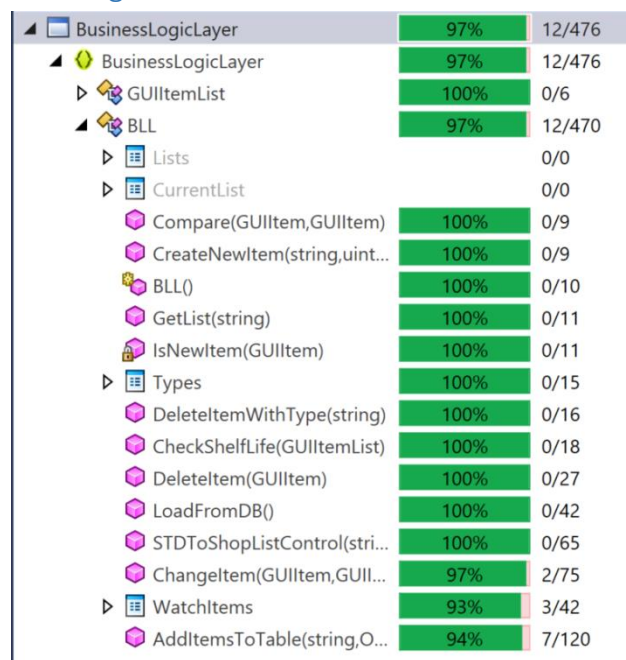 BusinessLogicLayer 97% 12/476
BusinessLogicLayer 97% 12/476
GUIItemList 100% 0/6
BLL 97% 12/470
Lists 0/0
CurrentList 0/0
Compare(GUIItem,GUIItem) 100% 0/9
CreateNewItem(string,uint... 100% 0/9
BLL() 100% 0/10
GetList(string) 100% 0/11
IsNewItem(GUIItem) 100% 0/11
Types 100% 0/15
DeleteItemWithType(string) 100% 0/16
CheckShelfLife(GUIItemList) 100% 0/18
DeleteItem(GUIItem) 100% 0/27
LoadFromDB() 100% 0/42
STDToShopListControl(stri... 100% 0/65
ChangeItem(GUIItem,GUII... 97% 2/75
WatchItems 93% 3/42
AddItemsToTable(string,O... 94% 7/120